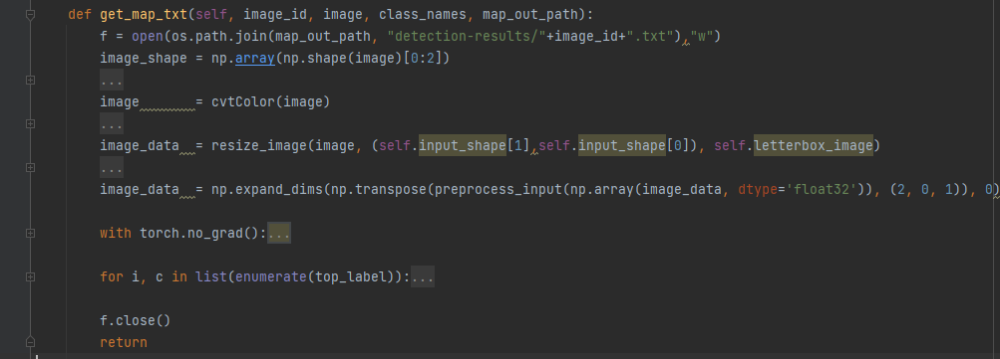 def get_map_txt(self, image_id, image, class_names, map_out_path):
f = open(os.path.join(map_out_path, "detection-results/"+image_id+".txt"),"w")
image_shape = np.array(np.shape(image)[0:2])
...
image       = cvtColor(image)
...
image_data  = resize_image(image, (self.input_shape[1],self.input_shape[0]), self.letterbox_image)
...
image_data  = np.expand_dims(np.transpose(preprocess_input(np.array(image_data, dtype='float32')), (2, 0, 1)), 0)
with torch.no_grad():...
for i, c in list(enumerate(top_label)):...
f.close()
return